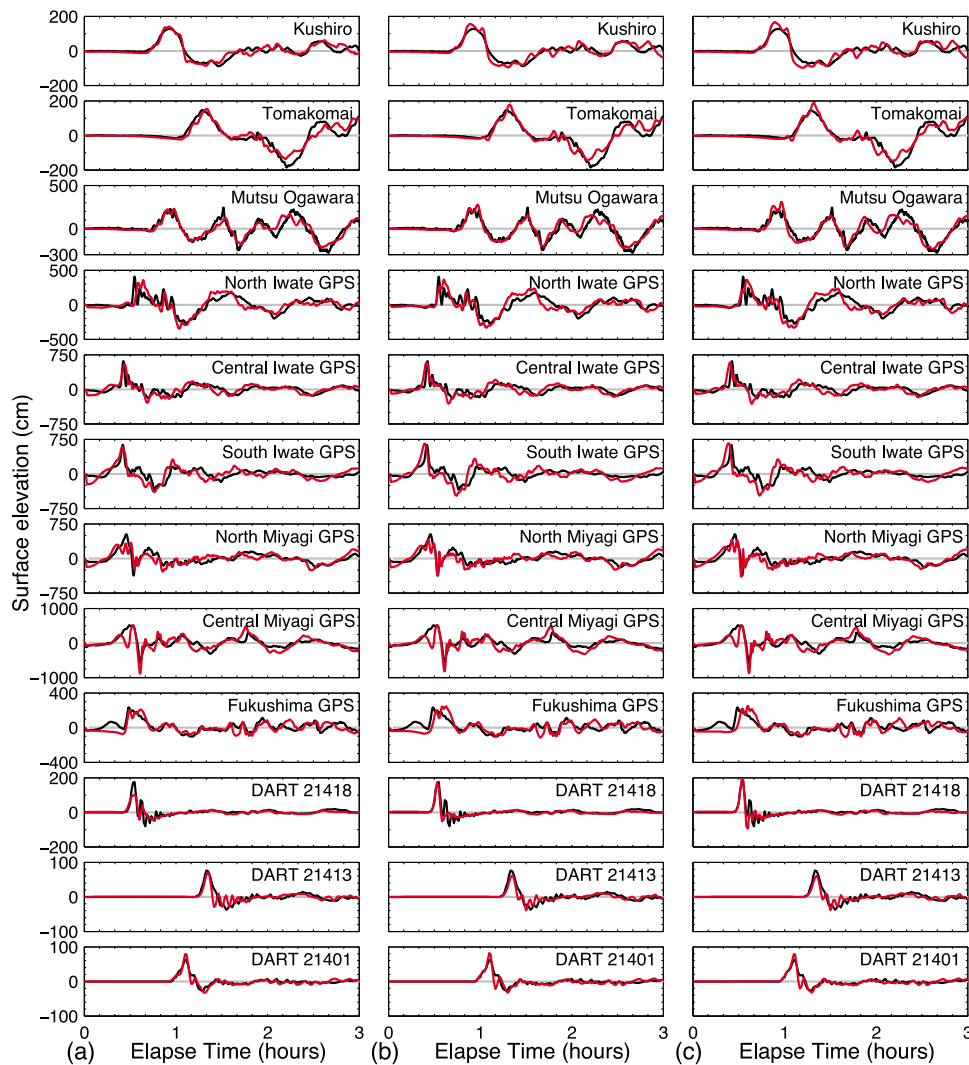 200 Kushiro Kushiro Kushiro
0
−200
200 Tomakomai Tomakomai Tomakomai
0
−200
500 Mutsu Ogawara Mutsu Ogawara Mutsu Ogawara
0
−300
500 North Iwate GPS North Iwate GPS North Iwate GPS
0
−500
750 Central Iwate GPS Central Iwate GPS Central Iwate GPS
0
−750
750 South Iwate GPS South Iwate GPS South Iwate GPS
0
−750
750 North Miyagi GPS North Miyagi GPS North Miyagi GPS
0
−750
1000 Central Miyagi GPS Central Miyagi GPS Central Miyagi GPS
0
−1000
400 Fukushima GPS Fukushima GPS Fukushima GPS
0
−400
200 DART 21418 DART 21418 DART 21418
0
−200
100 DART 21413 DART 21413 DART 21413
0
−100
100 DART 21401 DART 21401 DART 21401
0
−100
Surface elevation (cm)
0 1 2 3 0 1 2 3 0 1 2 3
(a) Elapse Time (hours) (b) Elapse Time (hours) (c) Elapse Time (hours)